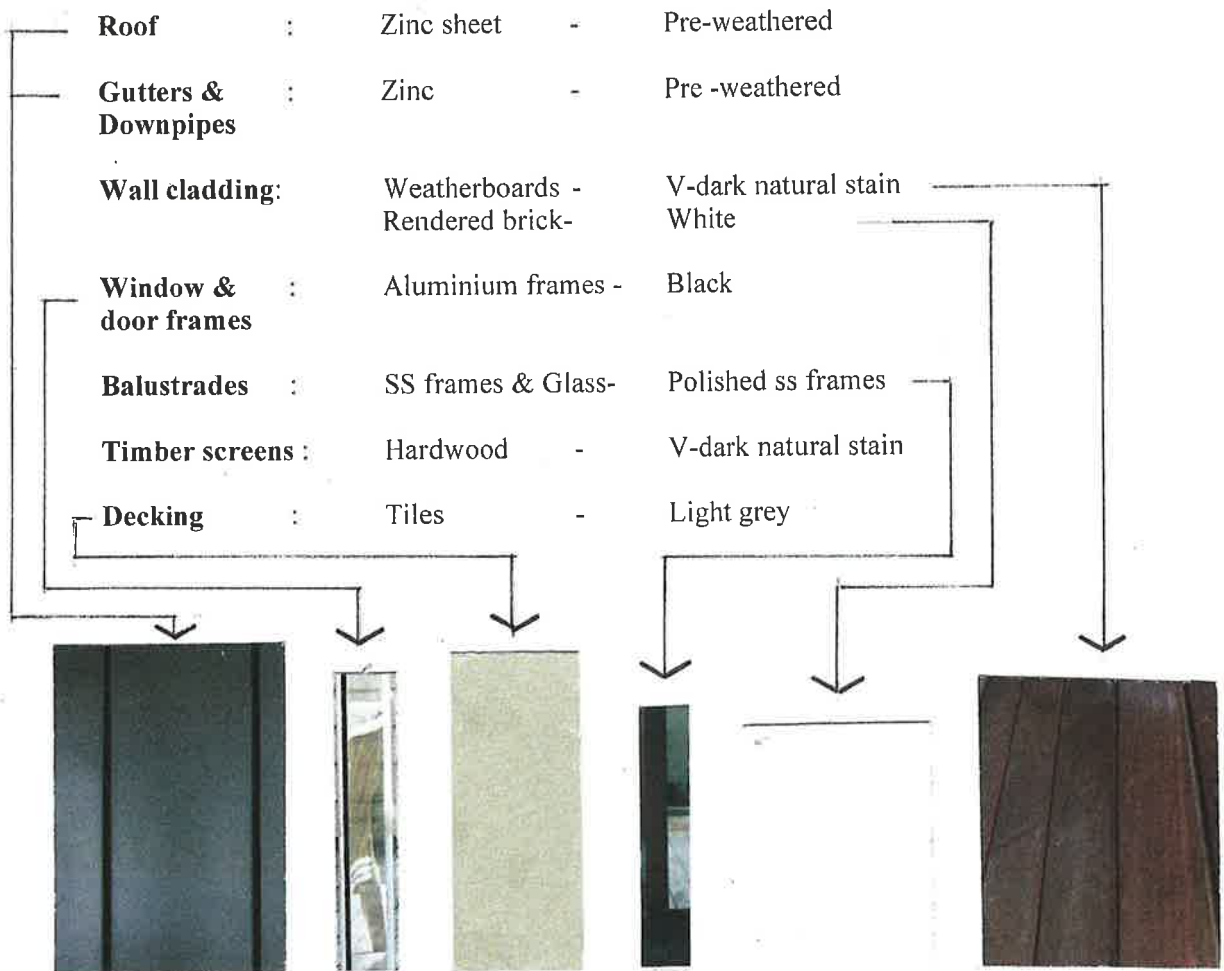 Roof : Zinc sheet - Pre-weathered
Gutters & : Zinc - Pre -weathered
Downpipes
Wall cladding: Weatherboards - V-dark natural stain
Rendered brick- White
Window & : Aluminium frames - Black
door frames
Balustrades : SS frames & Glass- Polished ss frames
Timber screens : Hardwood - V-dark natural stain
Decking : Tiles - Light grey